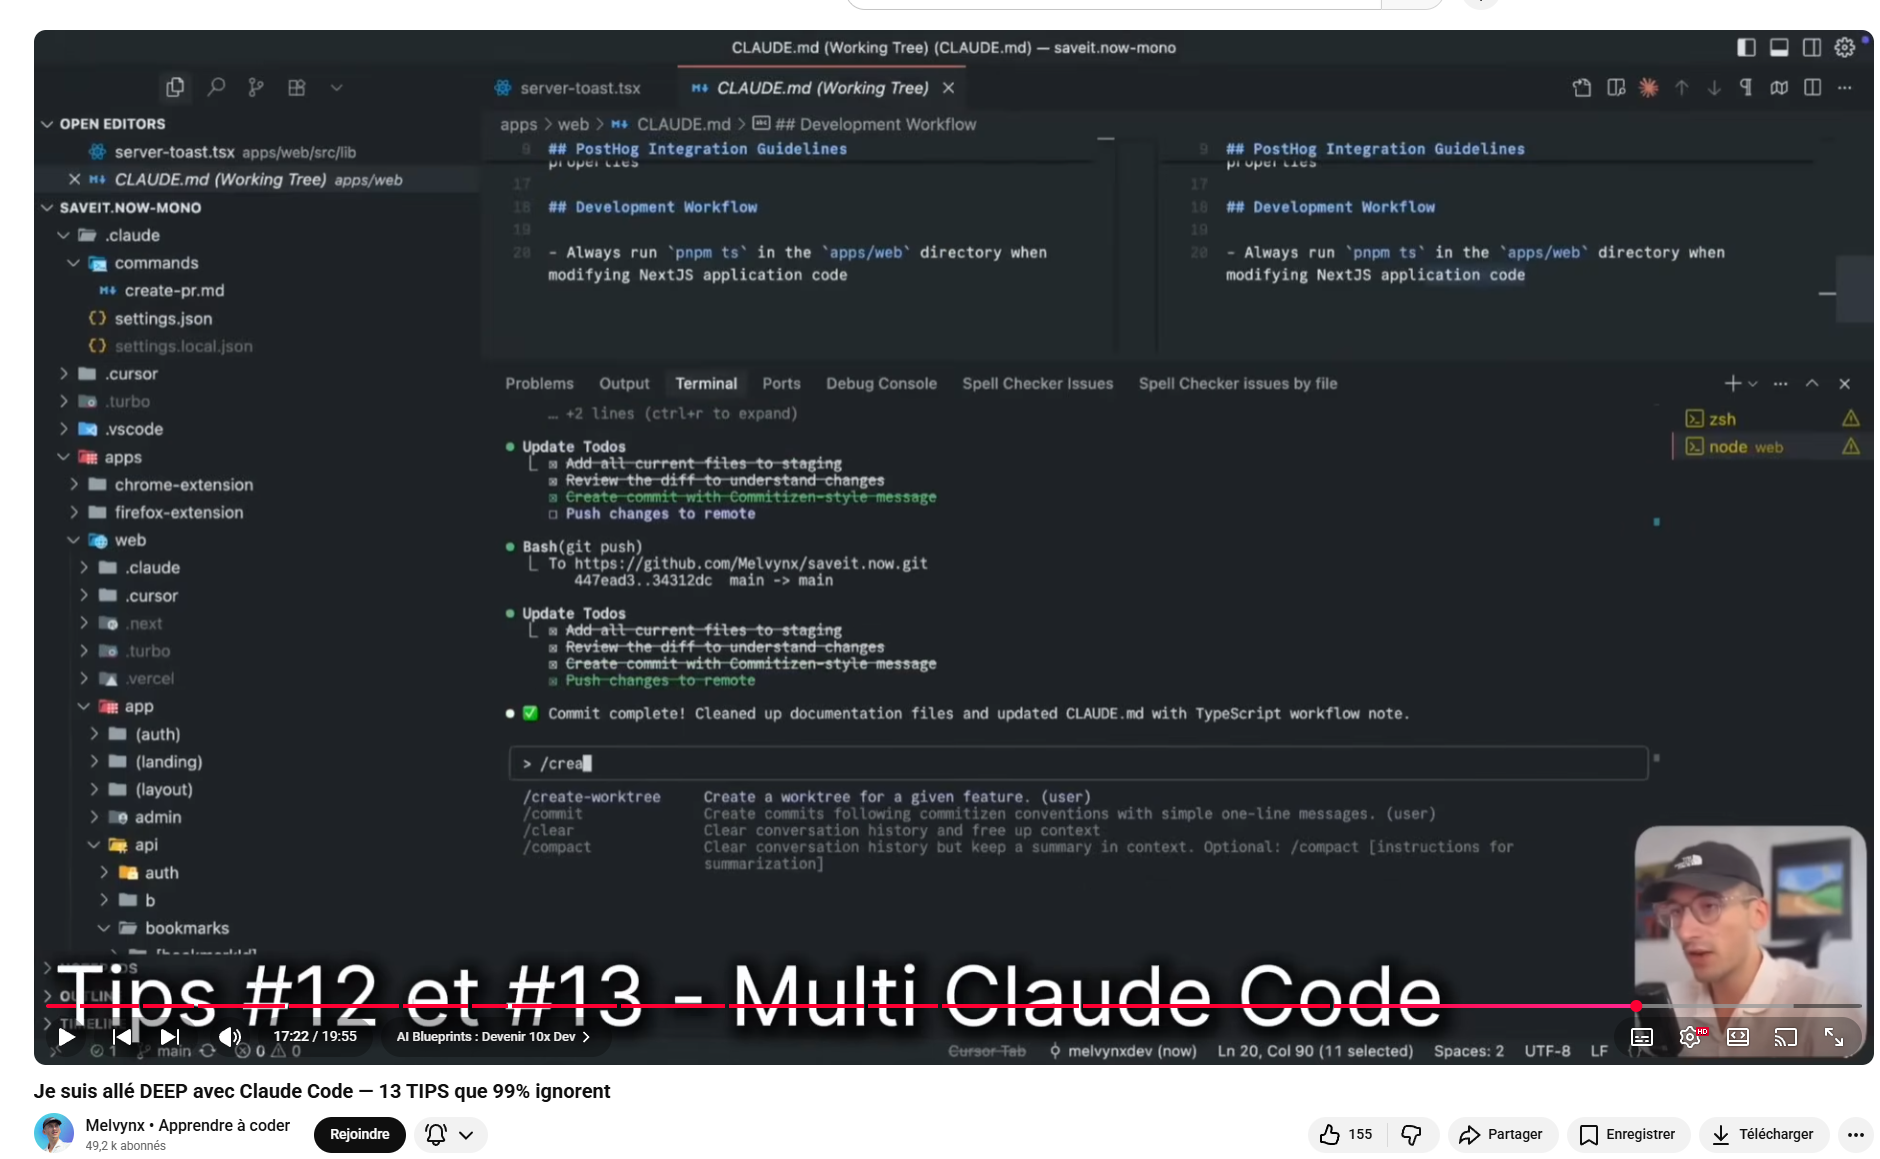 CLAUDE.md (Working Tree) (CLAUDE.md) — saveit.now-mono
server-toast.tsx
CLAUDE.md (Working Tree)
OPEN EDITORS
server-toast.tsx apps/web/src/lib
CLAUDE.md (Working Tree) apps/web
SAVEIT.NOW-MONO
.claude
commands
create-pr.md
settings.json
settings.local.json
.cursor
.turbo
.vscode
apps
chrome-extension
firefox-extension
web
.claude
.cursor
.next
.turbo
.vercel
app
(auth)
(landing)
(layout)
admin
api
auth
b
bookmarks
apps > web > CLAUDE.md > ## Development Workflow
9 ## PostHog Integration Guidelines
properties
17
18 ## Development Workflow
19
20 - Always run `pnpm ts` in the `apps/web` directory when
modifying NextJS application code
9 ## PostHog Integration Guidelines
properties
17
18 ## Development Workflow
19
20 - Always run `pnpm ts` in the `apps/web` directory when
modifying NextJS application code
Problems Output Terminal Ports Debug Console Spell Checker Issues Spell Checker issues by file
… +2 lines (ctrl+r to expand)
Update Todos
Add all current files to staging
Review the diff to understand changes
Create commit with Commitizen-style message
Push changes to remote
Bash(git push)
To https://github.com/Melvynx/saveit.now.git
447ead3..34312dc main -> main
Update Todos
Add all current files to staging
Review the diff to understand changes
Create commit with Commitizen-style message
Push changes to remote
Commit complete! Cleaned up documentation files and updated CLAUDE.md with TypeScript workflow note.
> /crea
/create-worktree Create a worktree for a given feature. (user)
/commit Create commits following commitizen conventions with simple one-line messages. (user)
/clear Clear conversation history and free up context
/compact Clear conversation history but keep a summary in context. Optional: /compact [instructions for
summarization]
zsh
node web
Tips #12 et #13 - Multi Claude Code
17:22 / 19:55
AI Blueprints : Devenir 10x Dev
HD
1 main 0 0
Cursor Tab melvynxdev (now) Ln 20, Col 90 (11 selected) Spaces: 2 UTF-8 LF
Je suis allé DEEP avec Claude Code — 13 TIPS que 99% ignorent
Melvynx • Apprendre à coder
49,2 k abonnés
Rejoindre
155
Partager
Enregistrer
Télécharger